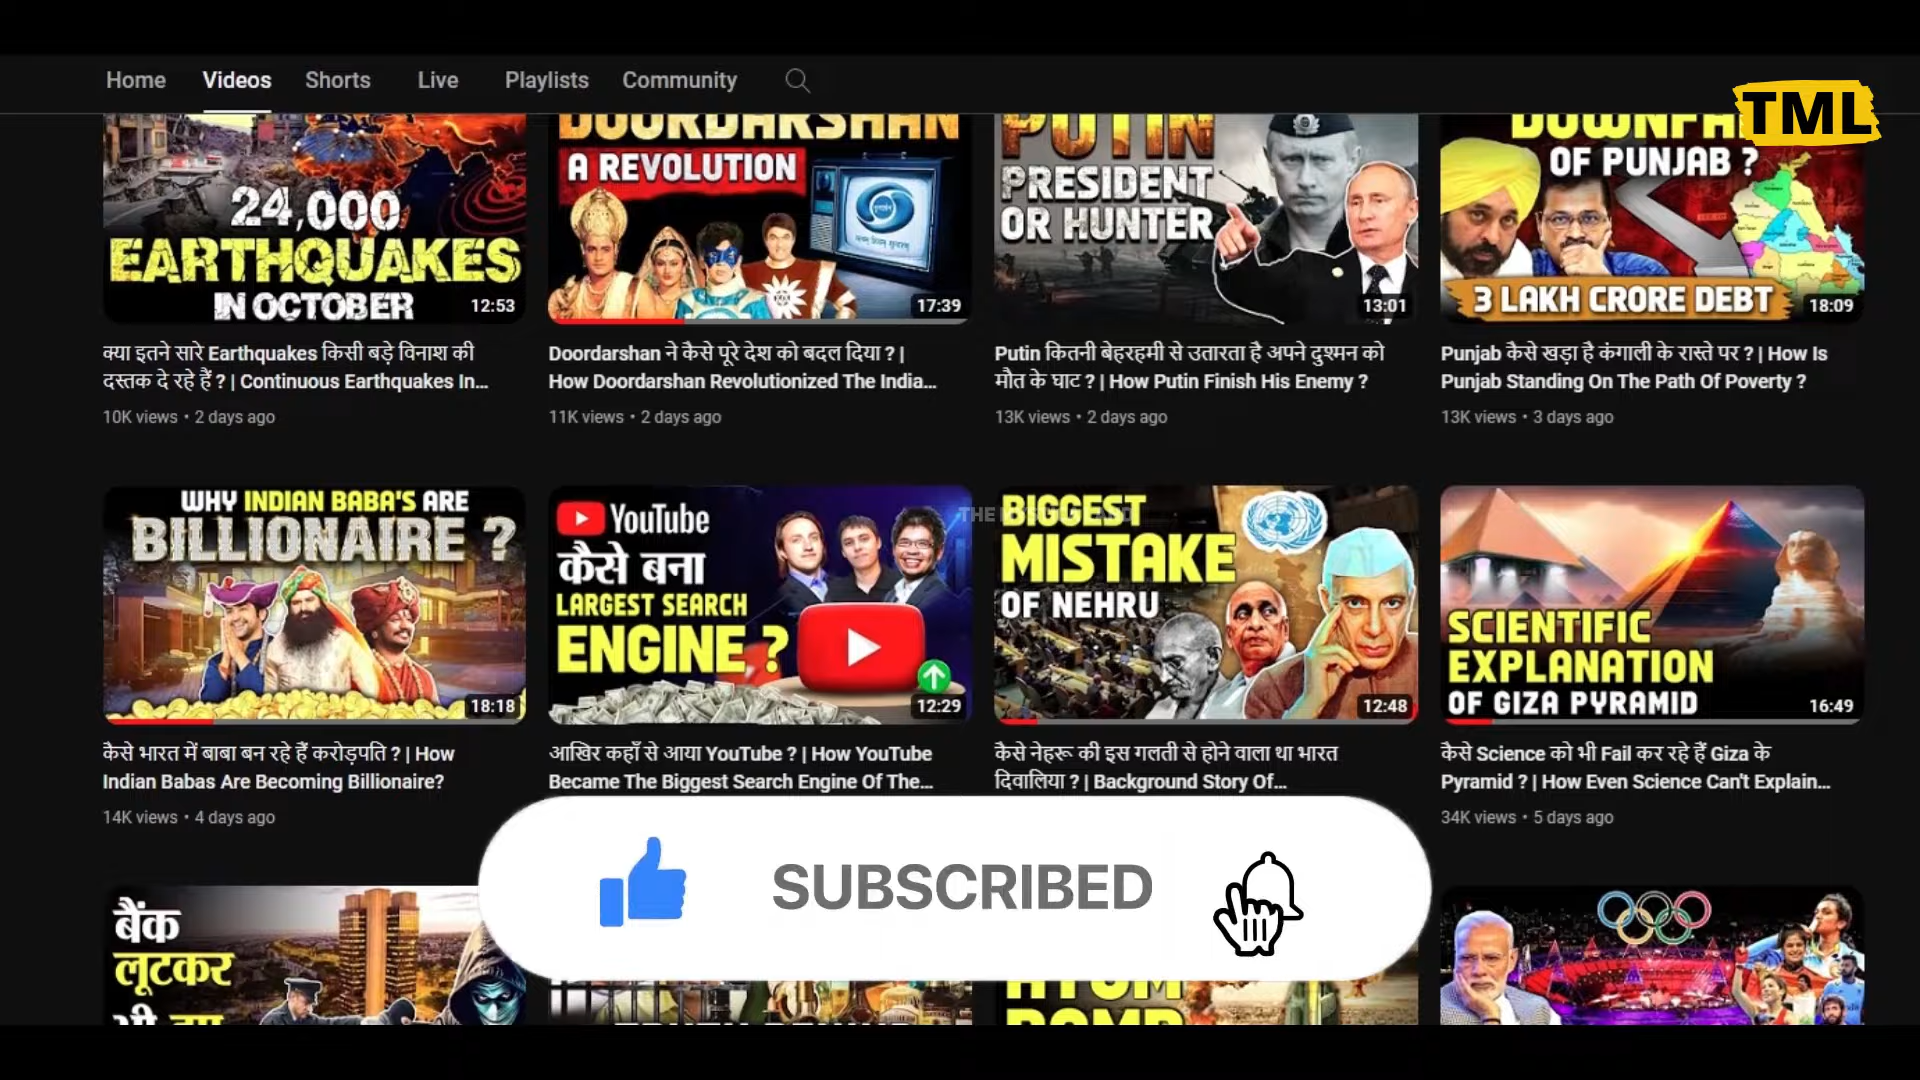 Home Videos Shorts Live Playlists Community
TML
24,000
EARTHQUAKES
IN OCTOBER
12:53
DOORDARSHAN
A REVOLUTION
17:39
PUTIN
PRESIDENT
OR HUNTER
13:01
OF PUNJAB ?
3 LAKH CRORE DEBT
18:09
क्या इतने सारे Earthquakes किसी बड़े विनाश की
दस्तक दे रहे हैं ? | Continuous Earthquakes In...
10K views • 2 days ago
Doordarshan ने कैसे पूरे देश को बदल दिया ? |
How Doordarshan Revolutionized The India...
11K views • 2 days ago
Putin कितनी बेहरहमी से उतारता है अपने दुश्मन को
मौत के घाट ? | How Putin Finish His Enemy ?
13K views • 2 days ago
Punjab कैसे खड़ा है कंगाली के रास्ते पर ? | How Is
Punjab Standing On The Path Of Poverty ?
13K views • 3 days ago
WHY INDIAN BABA'S ARE
BILLIONAIRE ?
18:18
YouTube
कैसे बना
LARGEST SEARCH
ENGINE ?
12:29
BIGGEST
MISTAKE
OF NEHRU
12:48
SCIENTIFIC
EXPLANATION
OF GIZA PYRAMID
16:49
कैसे भारत में बाबा बन रहे हैं करोड़पति ? | How
Indian Babas Are Becoming Billionaire?
14K views • 4 days ago
आखिर कहाँ से आया YouTube ? | How YouTube
Became The Biggest Search Engine Of The...
कैसे नेहरू की इस गलती से होने वाला था भारत
दिवालिया ? | Background Story Of...
कैसे Science को भी Fail कर रहे हैं Giza के
Pyramid ? | How Even Science Can't Explain...
34K views • 5 days ago
SUBSCRIBED
बैंक
लूटकर
ATOM
BOMB